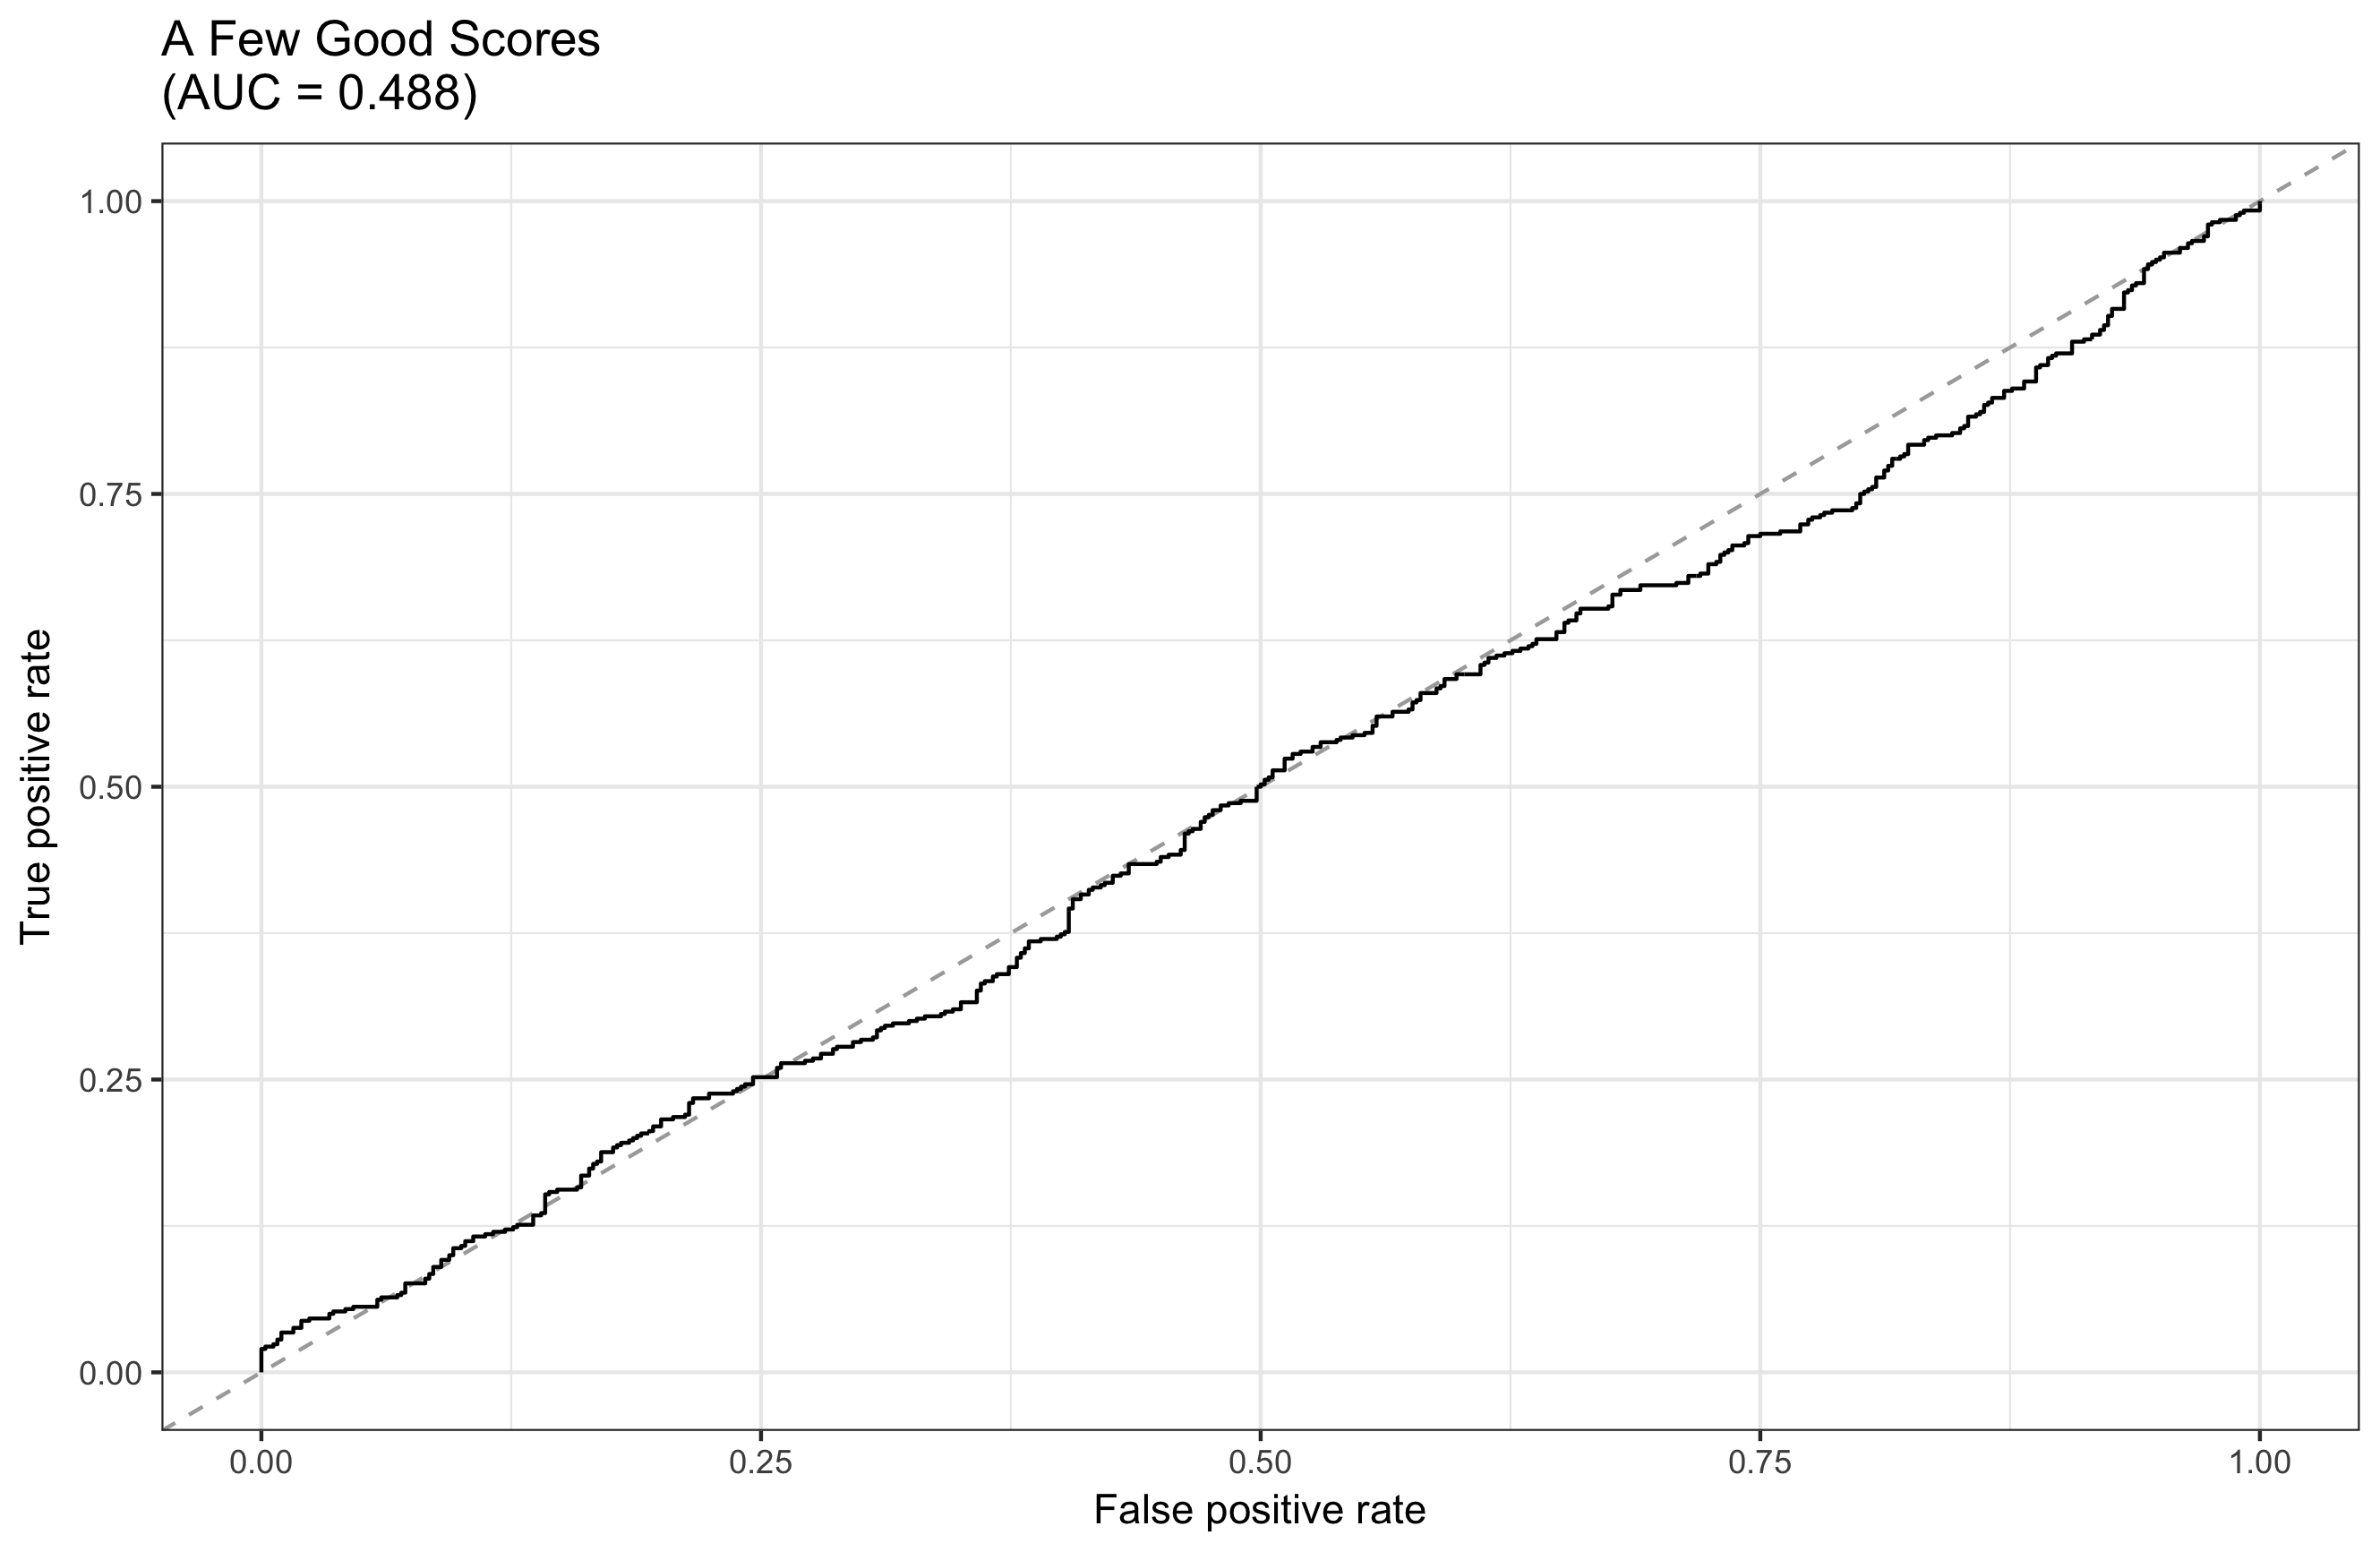 A Few Good Scores
(AUC = 0.488)
1.00
0.75
0.50
0.25
0.00
True positive rate
0.00 0.25 0.50 0.75 1.00
False positive rate